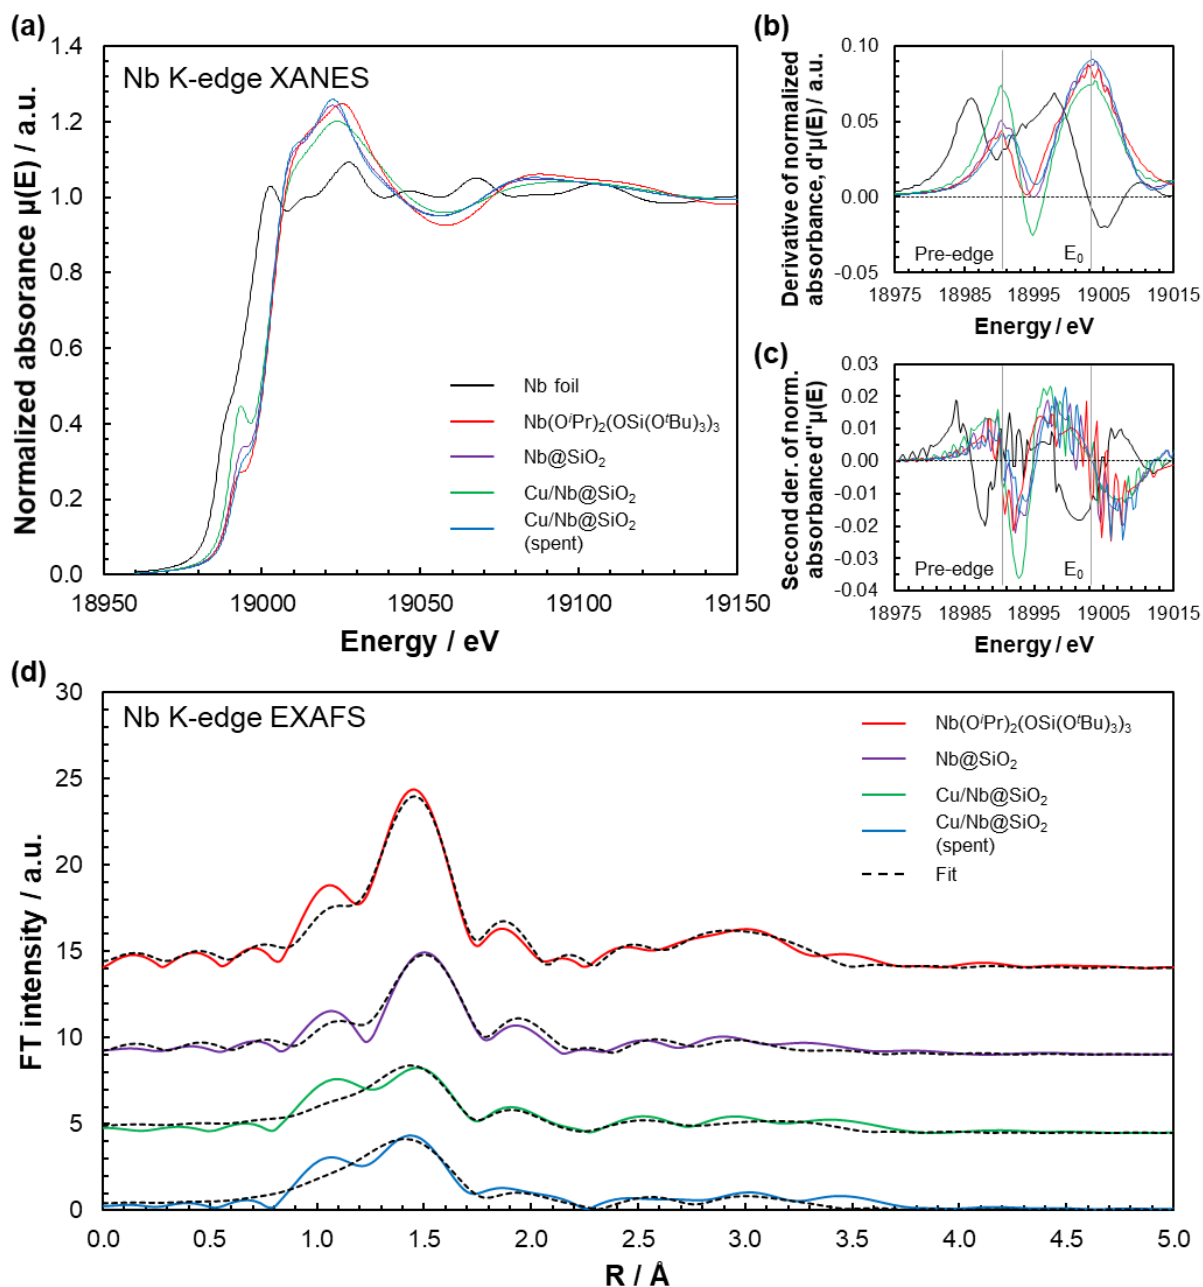 (a)
Nb K-edge XANES
Normalized absorance μ(E) / a.u.
1.4
1.2
1.0
0.8
0.6
0.4
0.2
0.0
18950
19000
19050
19100
19150
Energy / eV
Nb foil
Nb(OⁱPr)₂(OSi(OᵗBu)₃)₃
Nb@SiO₂
Cu/Nb@SiO₂
Cu/Nb@SiO₂
(spent)
(b)
Derivative of normalized
absorbance, d'μ(E) / a.u.
0.10
0.05
0.00
-0.05
Pre-edge
E₀
18975
18985
18995
19005
19015
Energy / eV
(c)
Second der. of norm.
absorbance d''μ(E)
0.03
0.02
0.01
0.00
-0.01
-0.02
-0.03
-0.04
Pre-edge
E₀
18975
18985
18995
19005
19015
Energy / eV
(d)
Nb K-edge EXAFS
FT intensity / a.u.
30
25
20
15
10
5
0
0.0
0.5
1.0
1.5
2.0
2.5
3.0
3.5
4.0
4.5
5.0
R / Å
Nb(OⁱPr)₂(OSi(OᵗBu)₃)₃
Nb@SiO₂
Cu/Nb@SiO₂
Cu/Nb@SiO₂
(spent)
Fit